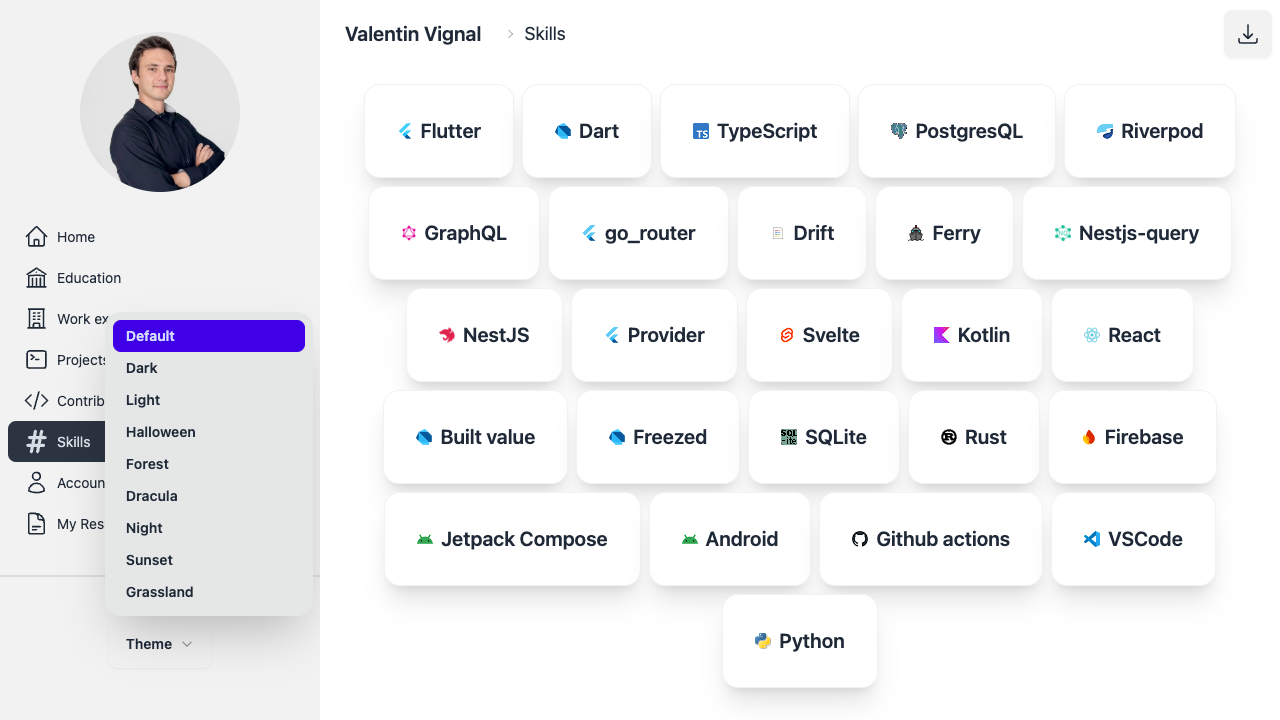 Home
Education
Work ex
Projects
Contrib
Skills
Accoun
My Res
Default
Dark
Light
Halloween
Forest
Dracula
Night
Sunset
Grassland
Theme
Valentin Vignal Skills
Flutter Dart TypeScript PostgresQL Riverpod
GraphQL go_router Drift Ferry Nestjs-query
NestJS Provider Svelte Kotlin React
Built value Freezed SQLite Rust Firebase
Jetpack Compose Android Github actions VSCode
Python